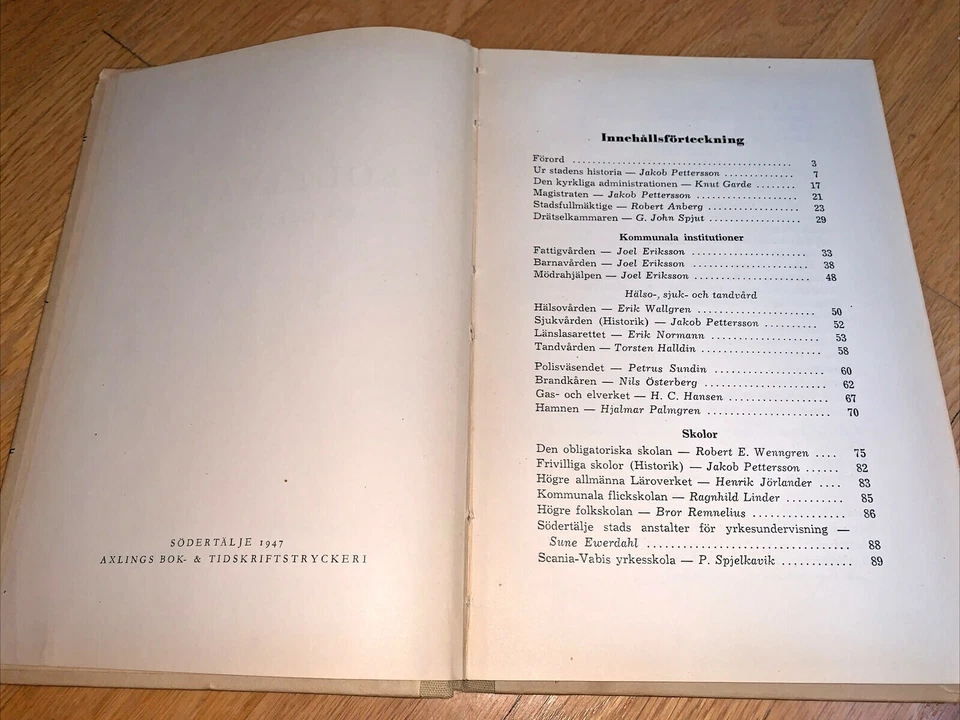 SÖDERTÄLJE 1947
AXLINGS BOK- & TIDSKRIFTSTRYCKERI
Innehållsförteckning
Förord ........................................ 3
Ur stadens historia — Jakob Pettersson ............. 7
Den kyrkliga administrationen — Knut Garde ........ 17
Magistraten — Jakob Pettersson ................... 21
Stadsfullmäktige — Robert Anberg .................. 23
Drätselkammaren — G. John Spjut .................. 29
Kommunala institutioner
Fattigvården — Joel Eriksson ...................... 33
Barnavården — Joel Eriksson ...................... 38
Mödrahjälpen — Joel Eriksson ...................... 48
Hälso-, sjuk- och tandvård
Hälsovården — Erik Wallgren ...................... 50
Sjukvården (Historik) — Jakob Pettersson .......... 52
Länslasarettet — Erik Normann .................... 53
Tandvården — Torsten Halldin ...................... 58
Polisväsendet — Petrus Sundin .................... 60
Brandkåren — Nils Österberg ...................... 62
Gas- och elverket — H. C. Hansen .................. 67
Hamnen — Hjalmar Palmgren ...................... 70
Skolor
Den obligatoriska skolan — Robert E. Wenngren .... 75
Frivilliga skolor (Historik) — Jakob Pettersson ...... 82
Högre allmänna Läroverket — Henrik Jörlander .... 83
Kommunala flickskolan — Ragnhild Linder .......... 85
Högre folkskolan — Bror Remnelius ................ 86
Södertälje stads anstalter för yrkesundervisning —
Sune Ewerdahl .................................. 88
Scania-Vabis yrkesskola — P. Spjelkavik ............ 89